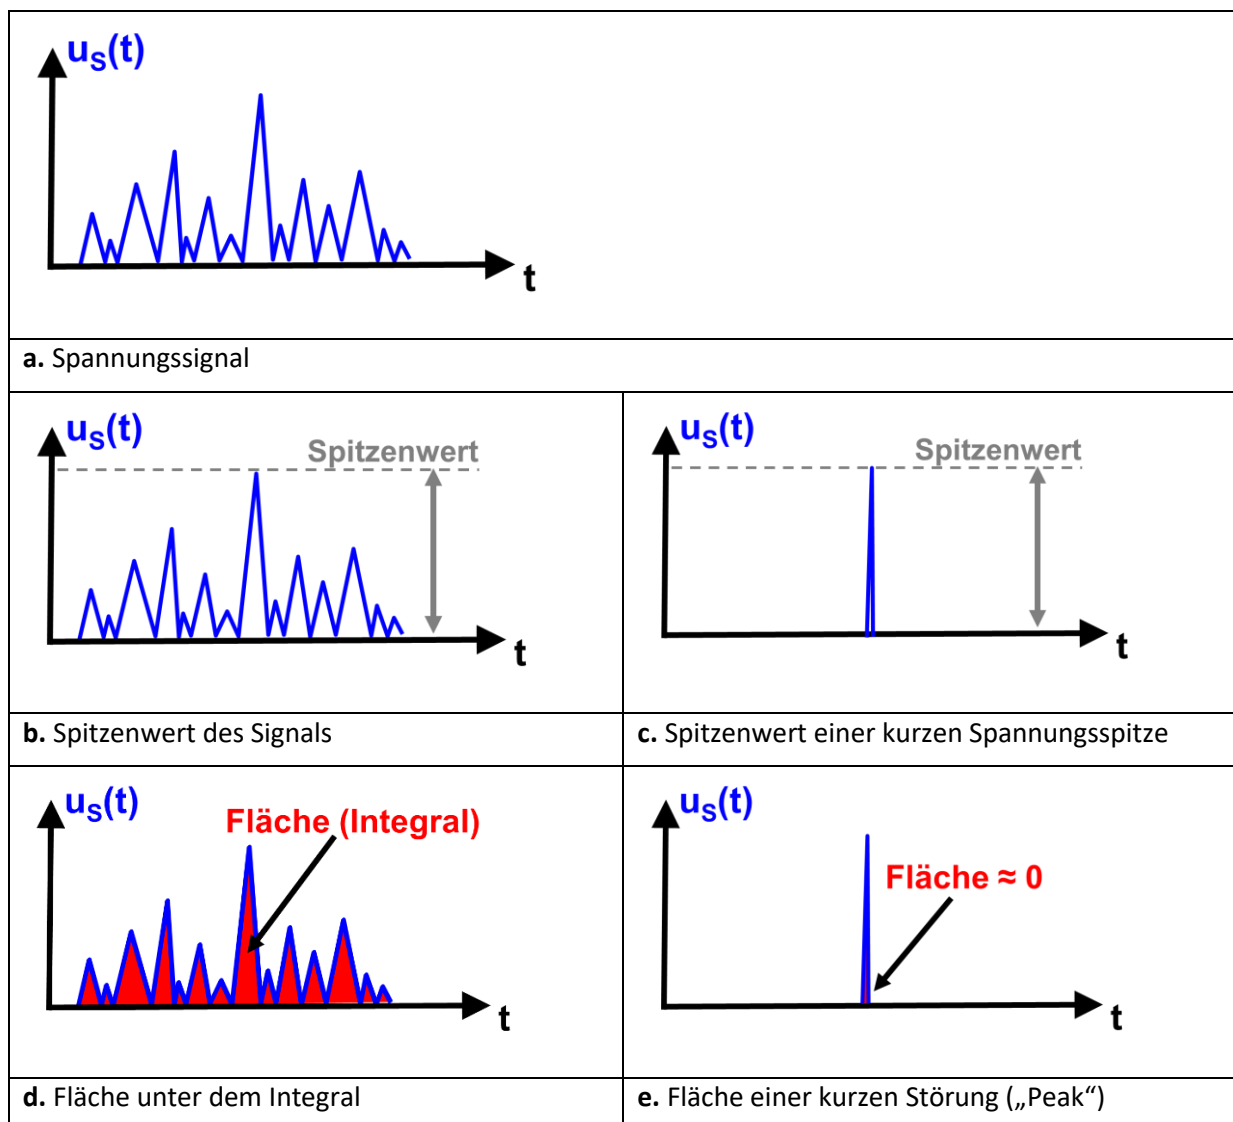 uS(t)
t
a. Spannungssignal
uS(t)
Spitzenwert
t
uS(t)
Spitzenwert
t
b. Spitzenwert des Signals
c. Spitzenwert einer kurzen Spannungsspitze
uS(t)
Fläche (Integral)
t
uS(t)
Fläche ≈ 0
t
d. Fläche unter dem Integral
e. Fläche einer kurzen Störung („Peak“)